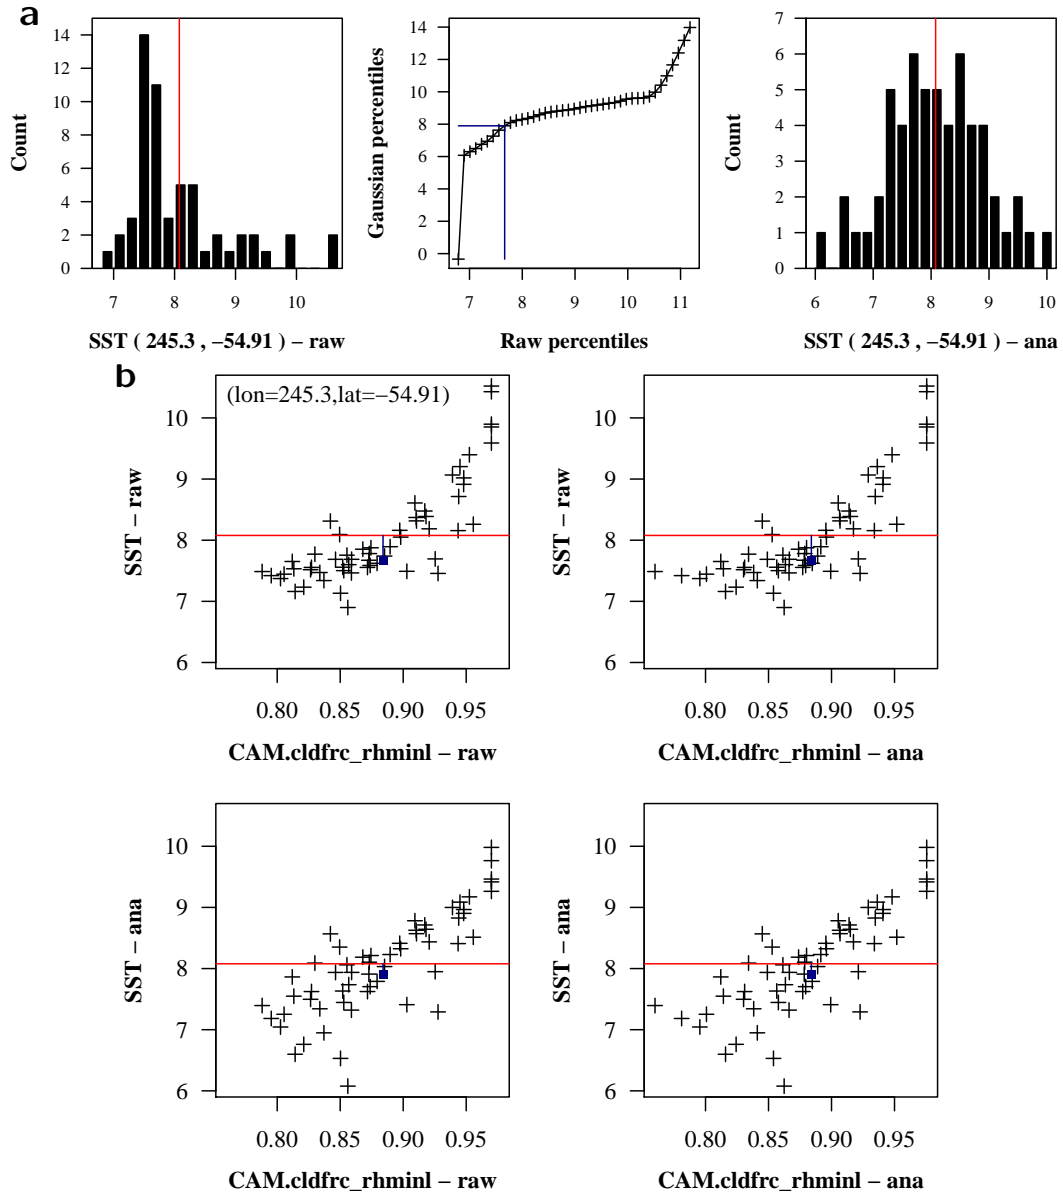 a
14
12
10
8
6
4
2
0
Count
7 8 9 10
SST ( 245.3 , −54.91 ) − raw
14
12
10
8
6
4
2
0
Gaussian percentiles
7 8 9 10 11
Raw percentiles
7
6
5
4
3
2
1
0
Count
6 7 8 9 10
SST ( 245.3 , −54.91 ) − ana
b
(lon=245.3,lat=−54.91)
10
9
8
7
6
SST − raw
0.80 0.85 0.90 0.95
CAM.cldfrc_rhminl − raw
10
9
8
7
6
SST − raw
0.80 0.85 0.90 0.95
CAM.cldfrc_rhminl − ana
10
9
8
7
6
SST − ana
0.80 0.85 0.90 0.95
CAM.cldfrc_rhminl − raw
10
9
8
7
6
SST − ana
0.80 0.85 0.90 0.95
CAM.cldfrc_rhminl − ana